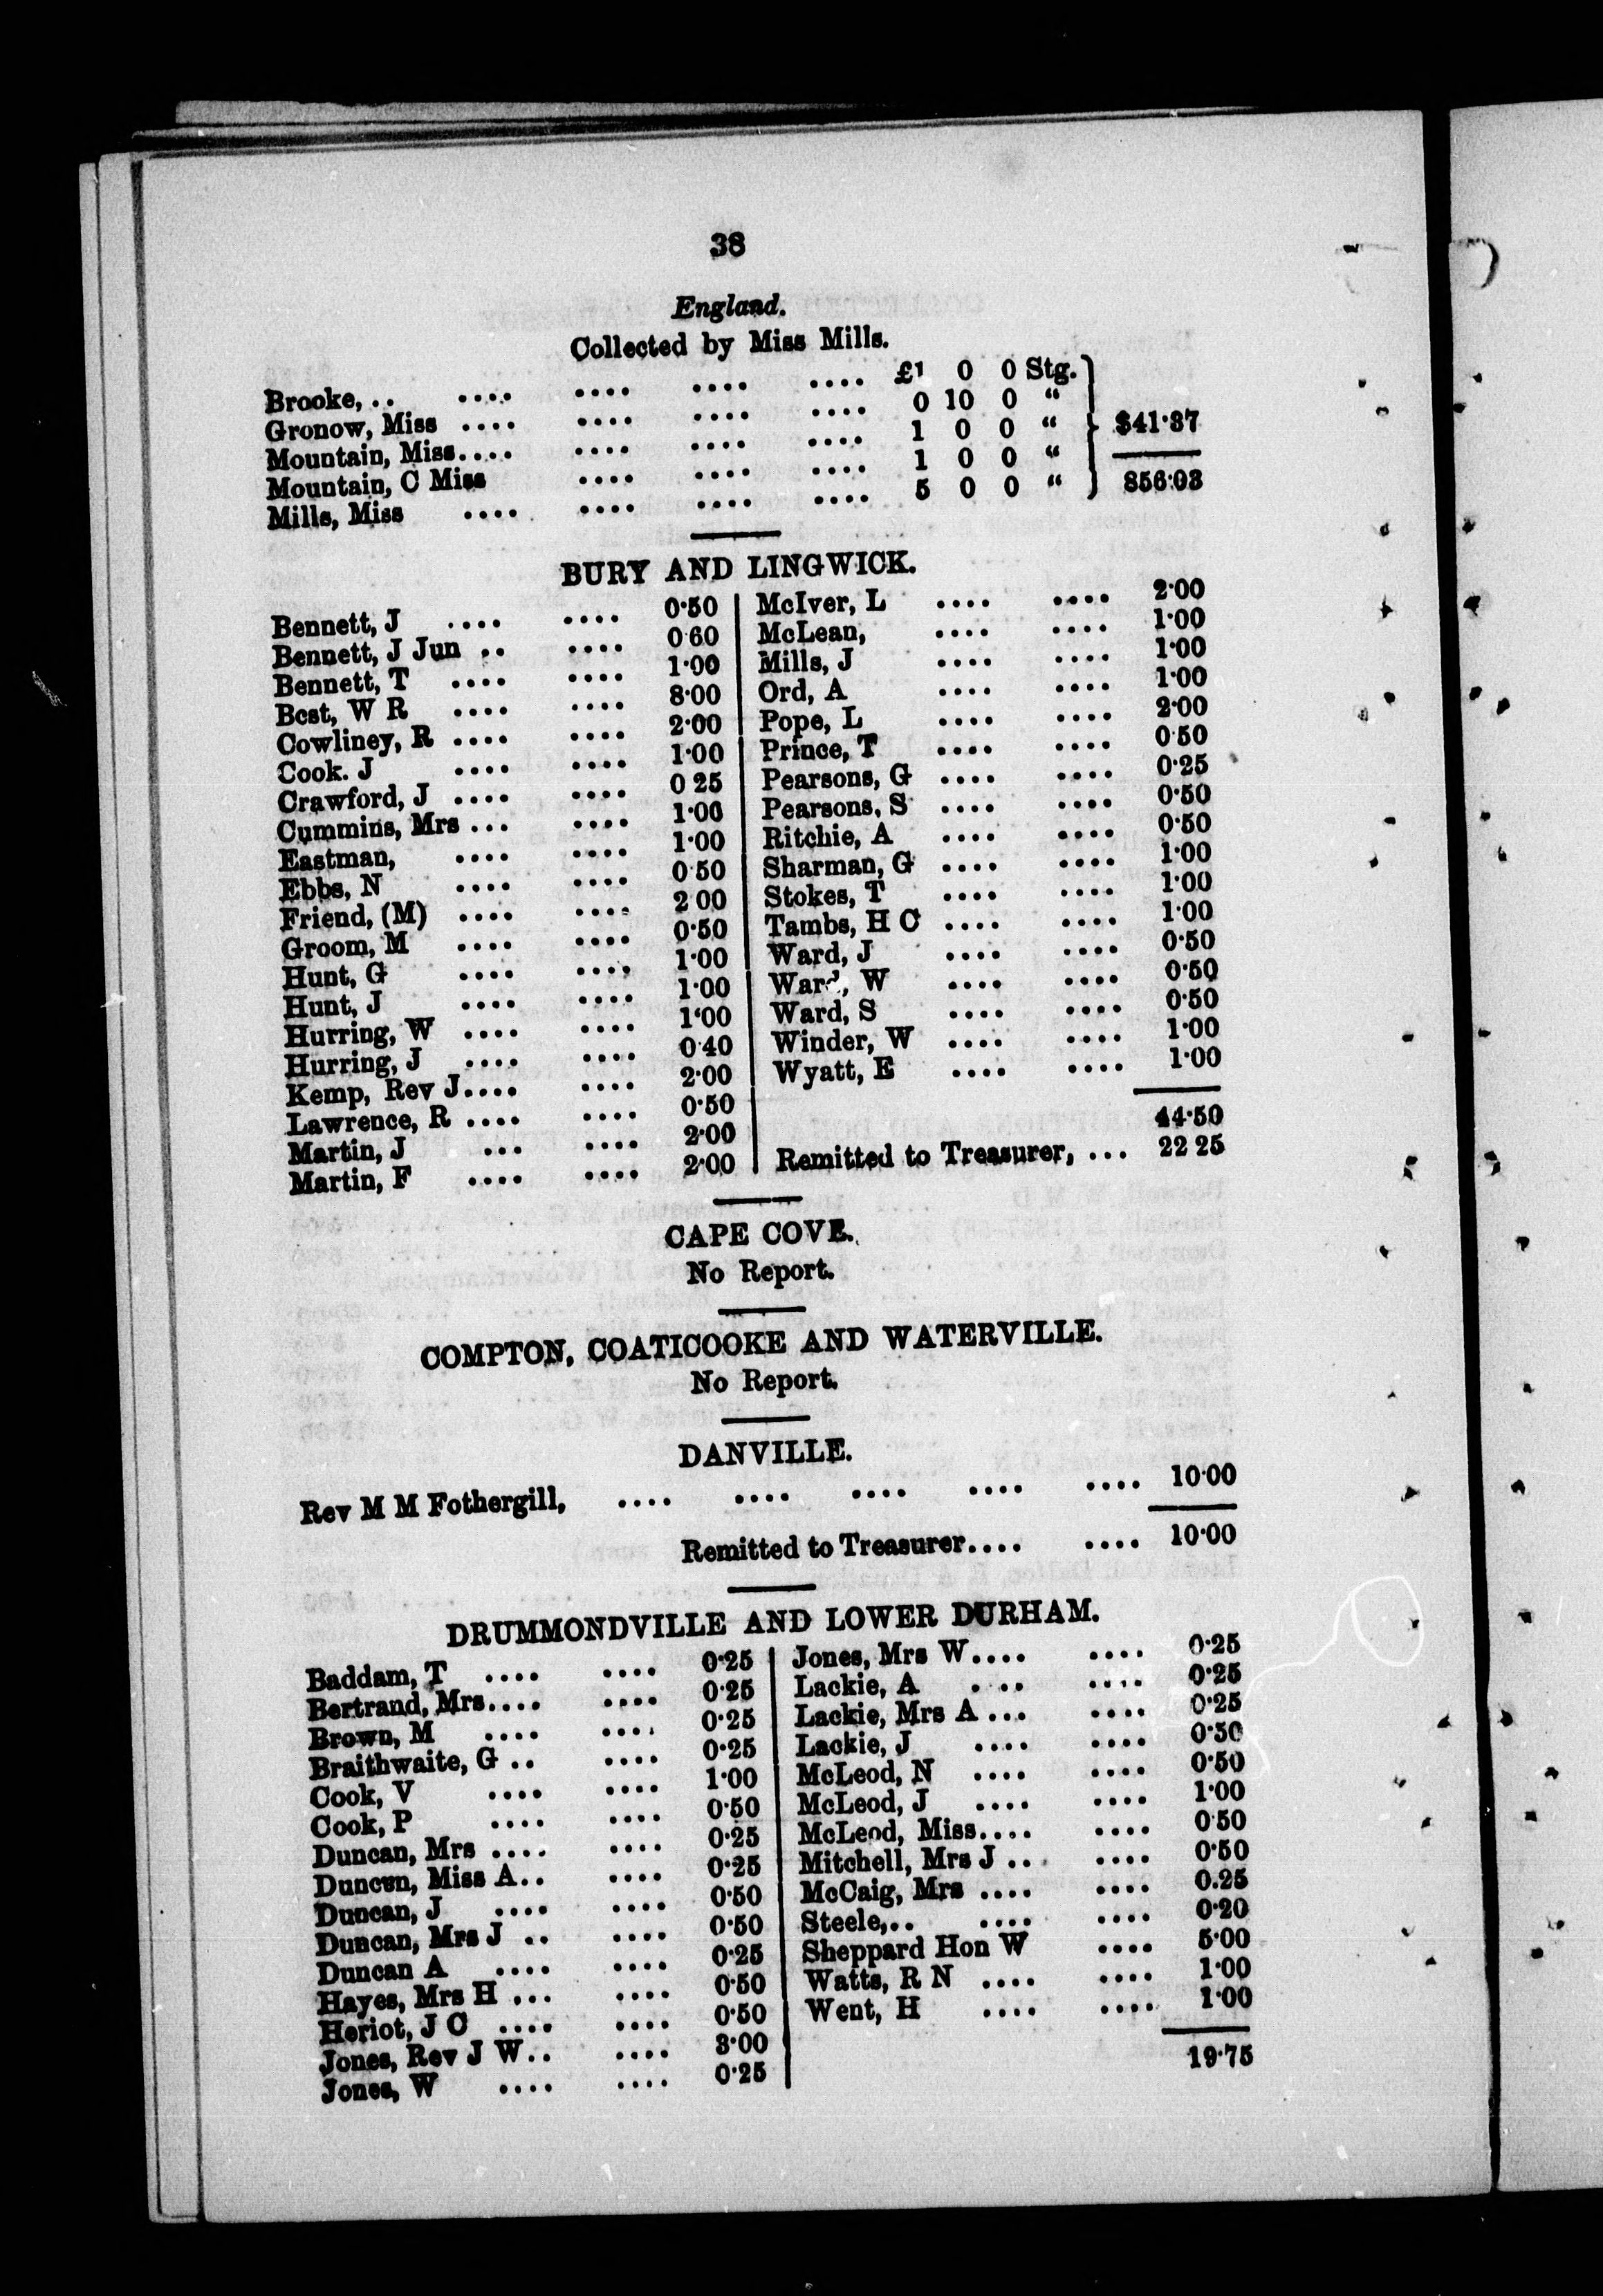 38
England.
Collected by Miss Mills.
Brooke, .. .... .... .... .... £1 0 0 Stg.
Gronow, Miss .... .... .... .... 0 10 0 “
Mountain, Miss.... .... .... .... 1 0 0 “ $41·37
Mountain, C Miss .... .... .... 1 0 0 “
Mills, Miss .... .... .... .... 5 0 0 “ 856·03
BURY AND LINGWICK.
Bennett, J .... .... 0·50
Bennett, J Jun .. .... 0 60
Bennett, T .... .... 1·00
Best, W R .... .... 8·00
Cowliney, R .... .... 2·00
Cook. J .... .... 1·00
Crawford, J .... .... 0 25
Cummins, Mrs ... .... 1·00
Eastman, .... .... 1·00
Ebbs, N .... .... 0 50
Friend, (M) .... .... 2 00
Groom, M .... .... 0·50
Hunt, G .... .... 1·00
Hunt, J .... .... 1·00
Hurring, W .... .... 1·00
Hurring, J .... .... 0·40
Kemp, Rev J.... .... 2·00
Lawrence, R .... .... 0·50
Martin, J ... .... 2·00
Martin, F .... .... 2·00
McIver, L .... .... 2·00
McLean, .... .... 1·00
Mills, J .... .... 1·00
Ord, A .... .... 1·00
Pope, L .... .... 2·00
Prince, T .... .... 0·50
Pearsons, G .... .... 0·25
Pearsons, S .... .... 0·50
Ritchie, A .... .... 0·50
Sharman, G .... .... 1·00
Stokes, T .... .... 1·00
Tambs, H C .... .... 1·00
Ward, J .... .... 0·50
Ward, W .... .... 0·50
Ward, S .... .... 0·50
Winder, W .... .... 1·00
Wyatt, E .... .... 1·00
44·50
Remitted to Treasurer, ... 22 25
CAPE COVE.
No Report.
COMPTON, COATICOOKE AND WATERVILLE.
No Report.
DANVILLE.
Rev M M Fothergill, .... .... .... .... .... 10·00
Remitted to Treasurer.... .... 10·00
DRUMMONDVILLE AND LOWER DURHAM.
Baddam, T .... .... 0·25
Bertrand, Mrs.... .... 0·25
Brown, M .... .... 0·25
Braithwaite, G .. .... 0·25
Cook, V .... .... 1·00
Cook, P .... .... 0·50
Duncan, Mrs .... .... 0·25
Duncan, Miss A.. .... 0·25
Duncan, J .... .... 0·50
Duncan, Mrs J .. .... 0·50
Duncan A .... .... 0·25
Hayes, Mrs H ... .... 0·50
Heriot, J C .... .... 0·50
Jones, Rev J W.. .... 3·00
Jones, W .... .... 0·25
Jones, Mrs W.... .... 0·25
Lackie, A .... .... 0·25
Lackie, Mrs A ... .... 0·25
Lackie, J .... .... 0·50
McLeod, N .... .... 0·50
McLeod, J .... .... 1·00
McLeod, Miss.... .... 0·50
Mitchell, Mrs J ... .... 0·50
McCaig, Mrs .... .... 0.25
Steele,.. .... .... 0·20
Sheppard Hon W .... 5·00
Watts, R N .... .... 1·00
Went, H .... .... 1·00
19·75